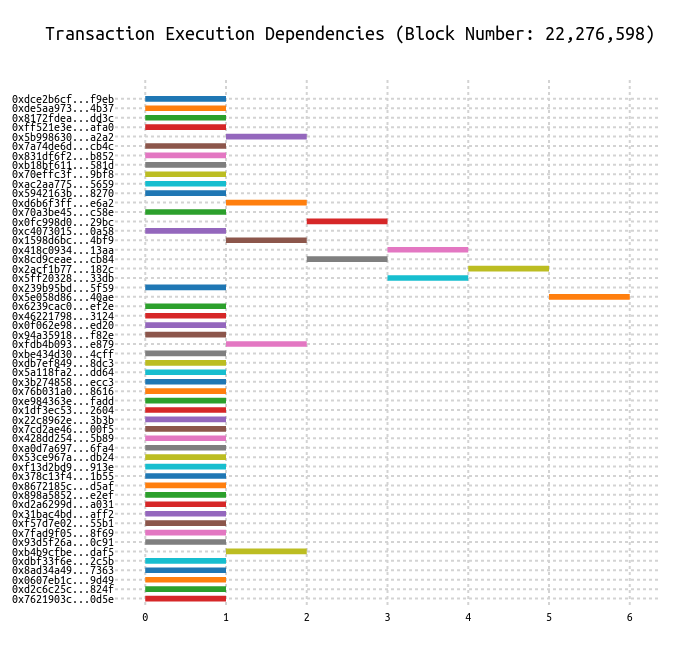 Transaction Execution Dependencies (Block Number: 22,276,598)
0xdce2b6cf...f9eb
0xde5aa973...4b37
0x8172fdea...dd3c
0xff521e3e...afa0
0x5b998630...a2a2
0x7a74de6d...cb4c
0x831df6f2...b852
0xb18bf611...581d
0x70effc3f...9bf8
0xac2aa775...5659
0x5942163b...8270
0xd6b6f3ff...e6a2
0x70a3be45...c58e
0x0fc998d0...29bc
0xc4073015...0a58
0x1598d6bc...4bf9
0x418c0934...13aa
0x8cd9ceae...cb84
0x2acf1b77...182c
0x5ff20328...33db
0x239b95bd...5f59
0x5e058d86...40ae
0x6239cac0...ef2e
0x46221798...3124
0x0f062e98...ed20
0x94a35918...f82e
0xfdb4b093...e879
0xbe434d30...4cff
0xdb7ef849...8dc3
0x5a118fa2...dd64
0x3b274858...ecc3
0x76b031a0...8616
0xe984363e...fadd
0x1df3ec53...2604
0x22c8962e...3b3b
0x7cd2ae46...00f5
0x428dd254...5b89
0xa0d7a697...6fa4
0x53ce967a...db24
0xf13d2bd9...913e
0x378c13f4...1b55
0x8672185c...d5af
0x898a5852...e2ef
0xd2a6299d...a031
0x31bac4bd...aff2
0xf57d7e02...55b1
0x7fad9f05...8f69
0x93d5f26a...0c91
0xb4b9cfbe...daf5
0xdbf33f6e...2c5b
0x8ad34a49...7363
0x0607eb1c...9d49
0xd2c6c25c...824f
0x7621903c...0d5e
0 1 2 3 4 5 6